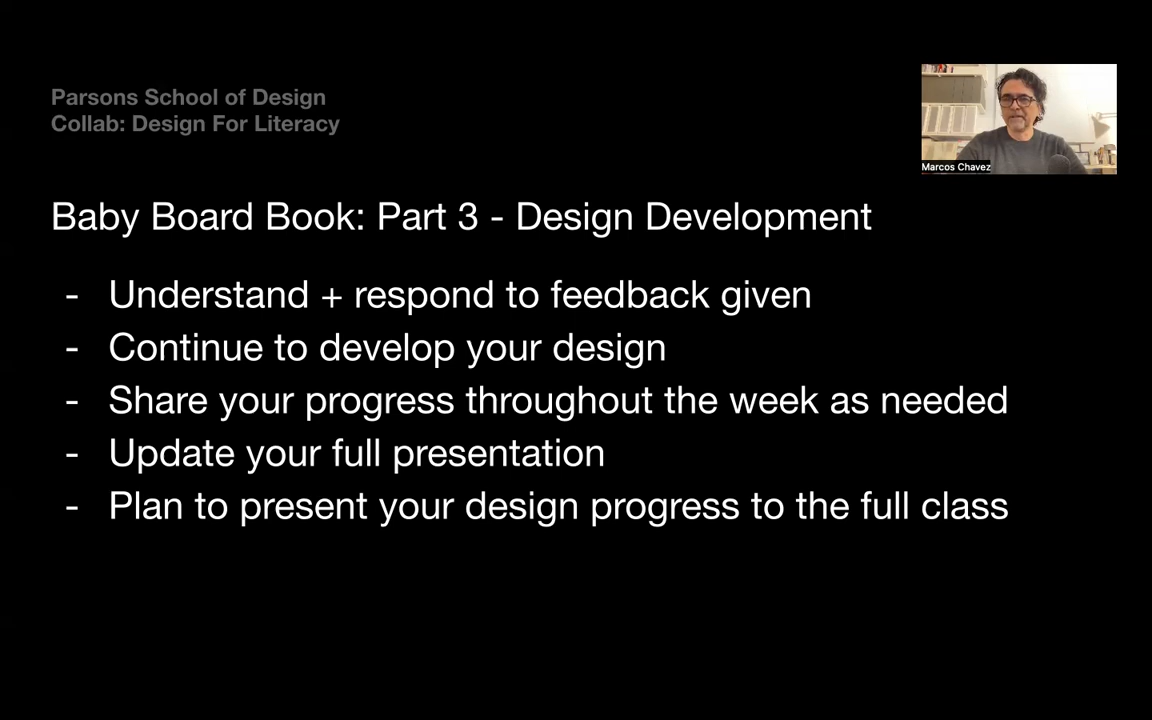 Parsons School of Design
Collab: Design For Literacy
Marcos Chavez
Baby Board Book: Part 3 - Design Development
- Understand + respond to feedback given
- Continue to develop your design
- Share your progress throughout the week as needed
- Update your full presentation
- Plan to present your design progress to the full class